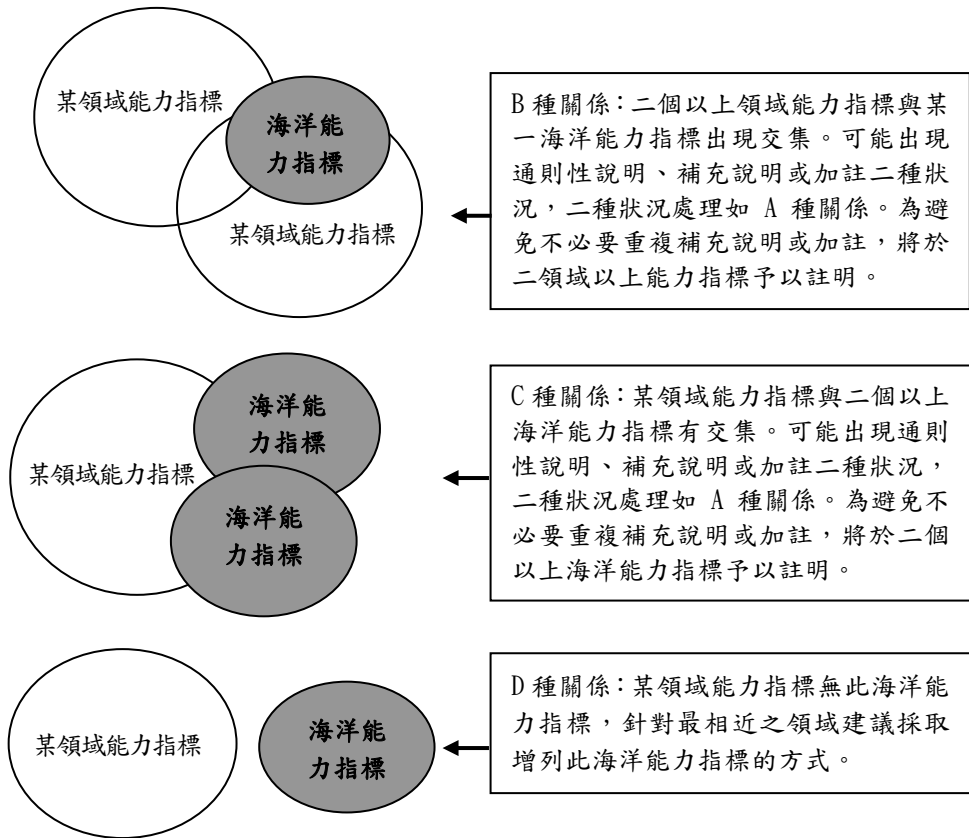 某領域能力指標
海洋能
力指標
某領域能力指標
B 種關係：二個以上領域能力指標與某
一海洋能力指標出現交集。可能出現
通則性說明、補充說明或加註二種狀
況，二種狀況處理如 A 種關係。為避
免不必要重複補充說明或加註，將於
二領域以上能力指標予以註明。
海洋能
力指標
某領域能力指標
海洋能
力指標
C 種關係：某領域能力指標與二個以上
海洋能力指標有交集。可能出現通則
性說明、補充說明或加註二種狀況，
二種狀況處理如 A 種關係。為避免不
必要重複補充說明或加註，將於二個
以上海洋能力指標予以註明。
某領域能力指標
海洋能
力指標
D 種關係：某領域能力指標無此海洋能
力指標，針對最相近之領域建議採取
增列此海洋能力指標的方式。